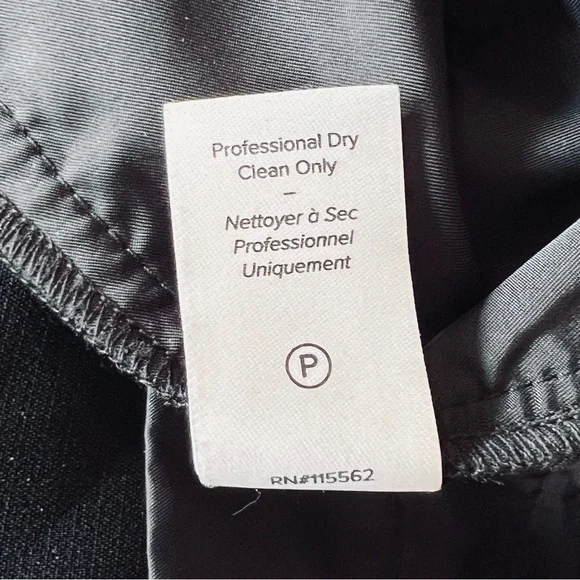 Professional Dry
Clean Only
–
Nettoyer à Sec
Professionnel
Uniquement
P
RN#115562